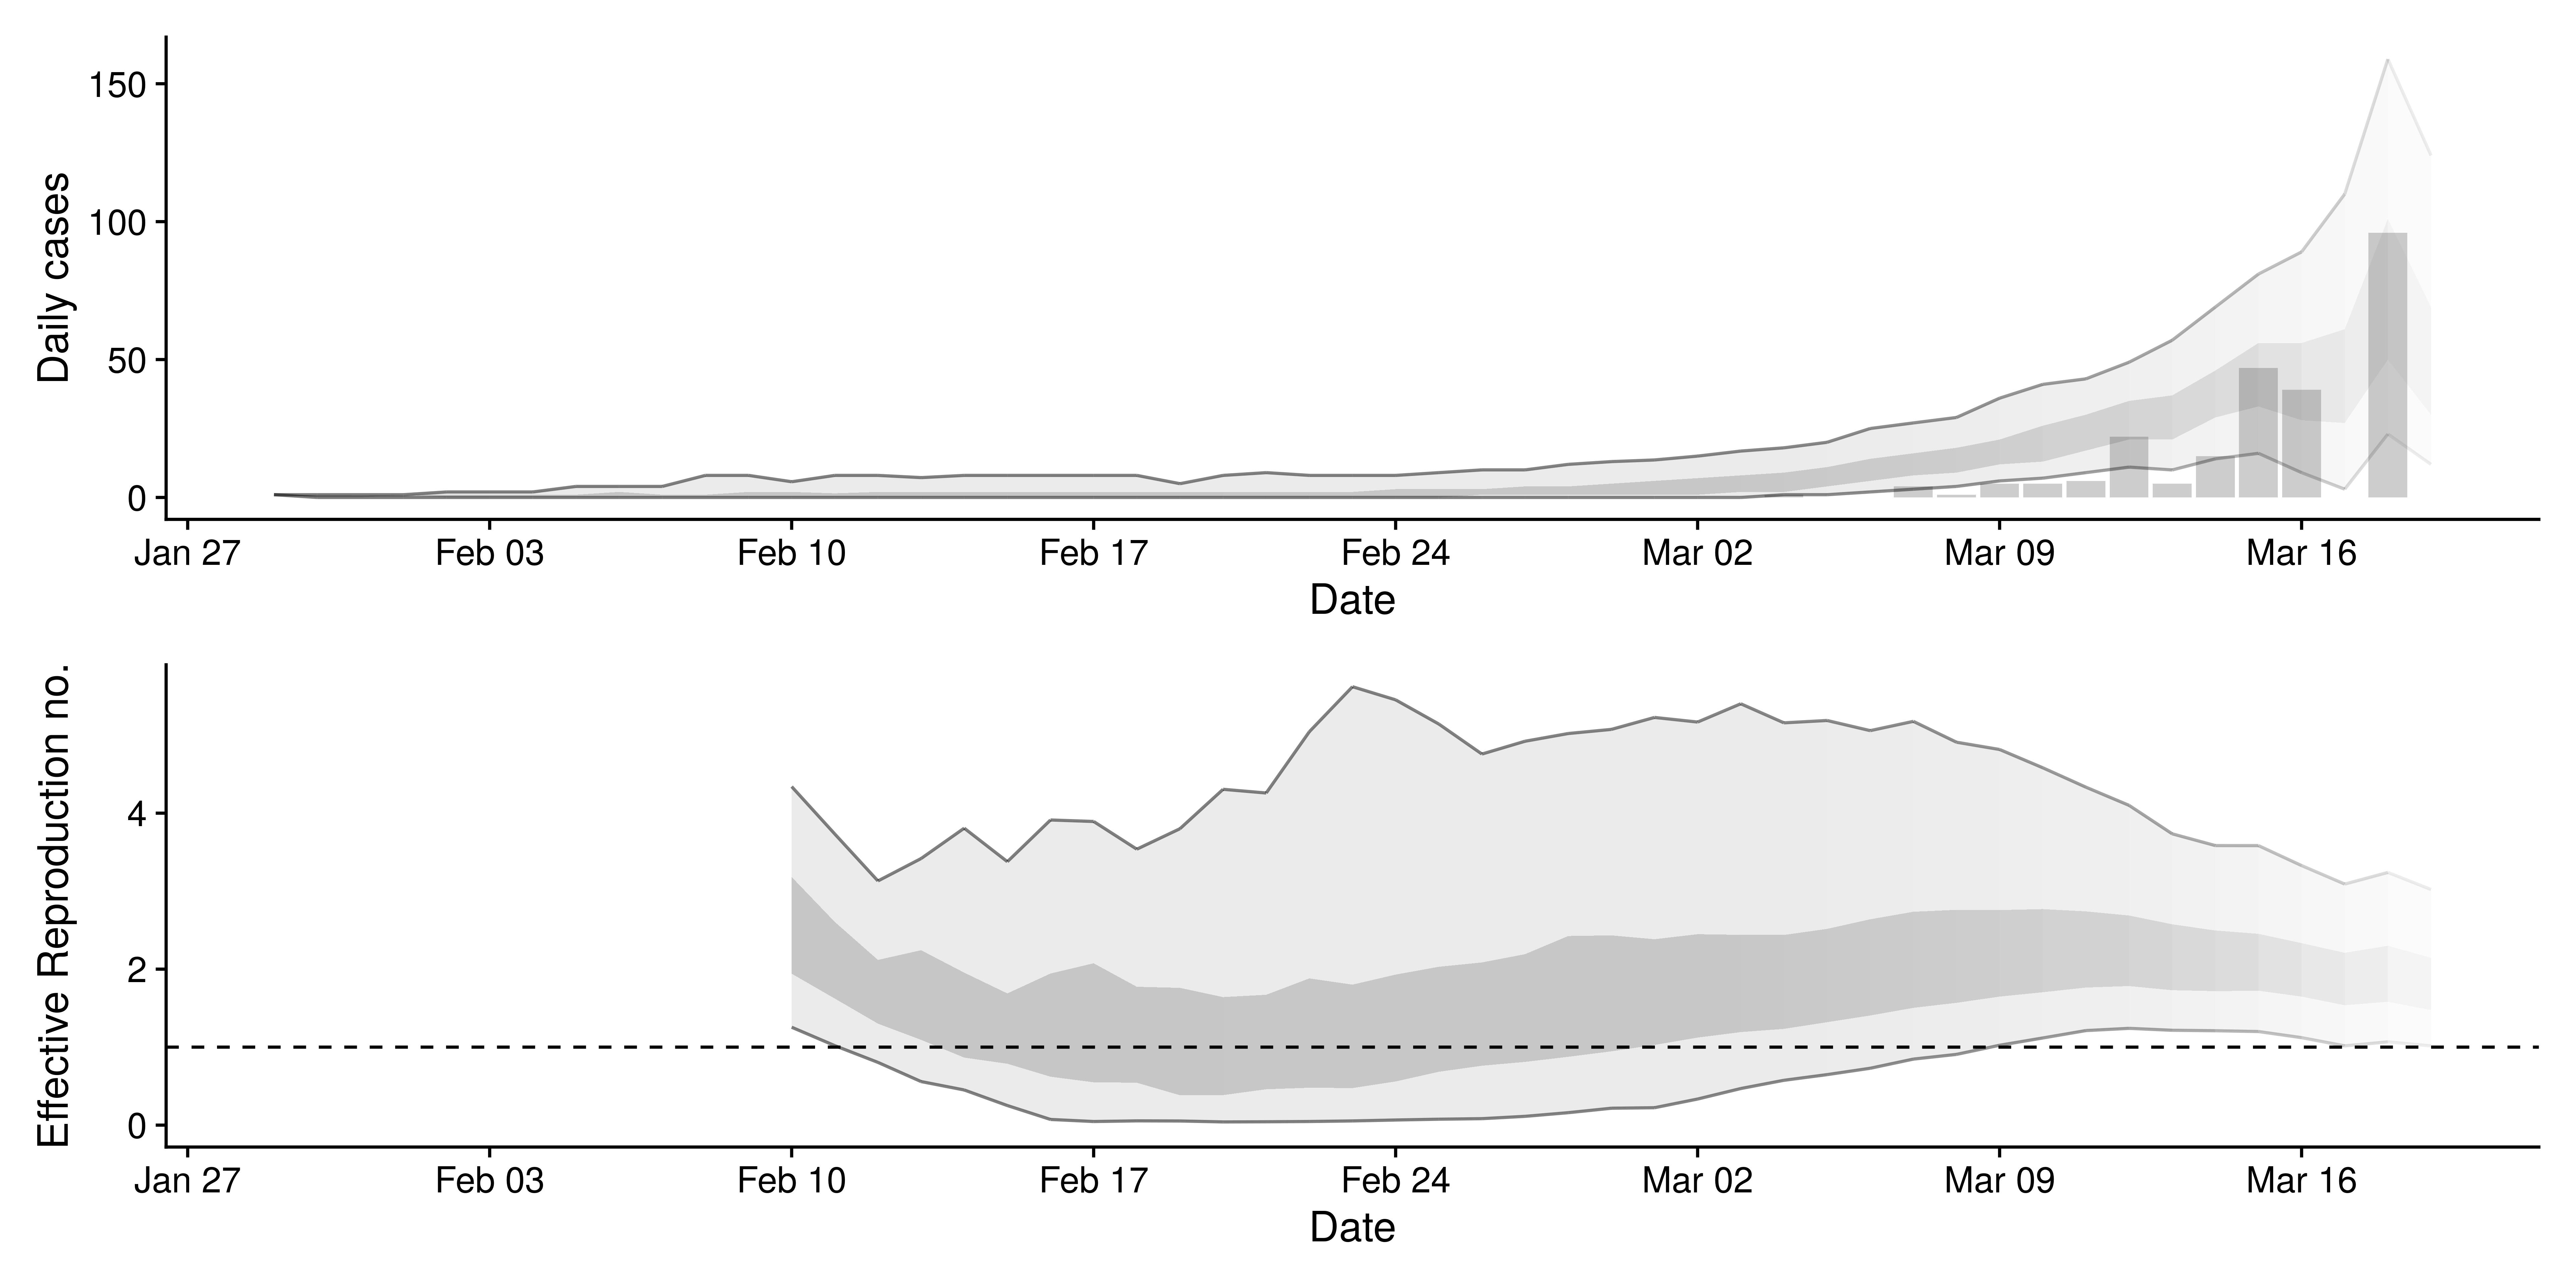 Daily cases
150
100
50
0
Jan 27 Feb 03 Feb 10 Feb 17 Feb 24 Mar 02 Mar 09 Mar 16
Date
Effective Reproduction no.
4
2
0
Jan 27 Feb 03 Feb 10 Feb 17 Feb 24 Mar 02 Mar 09 Mar 16
Date